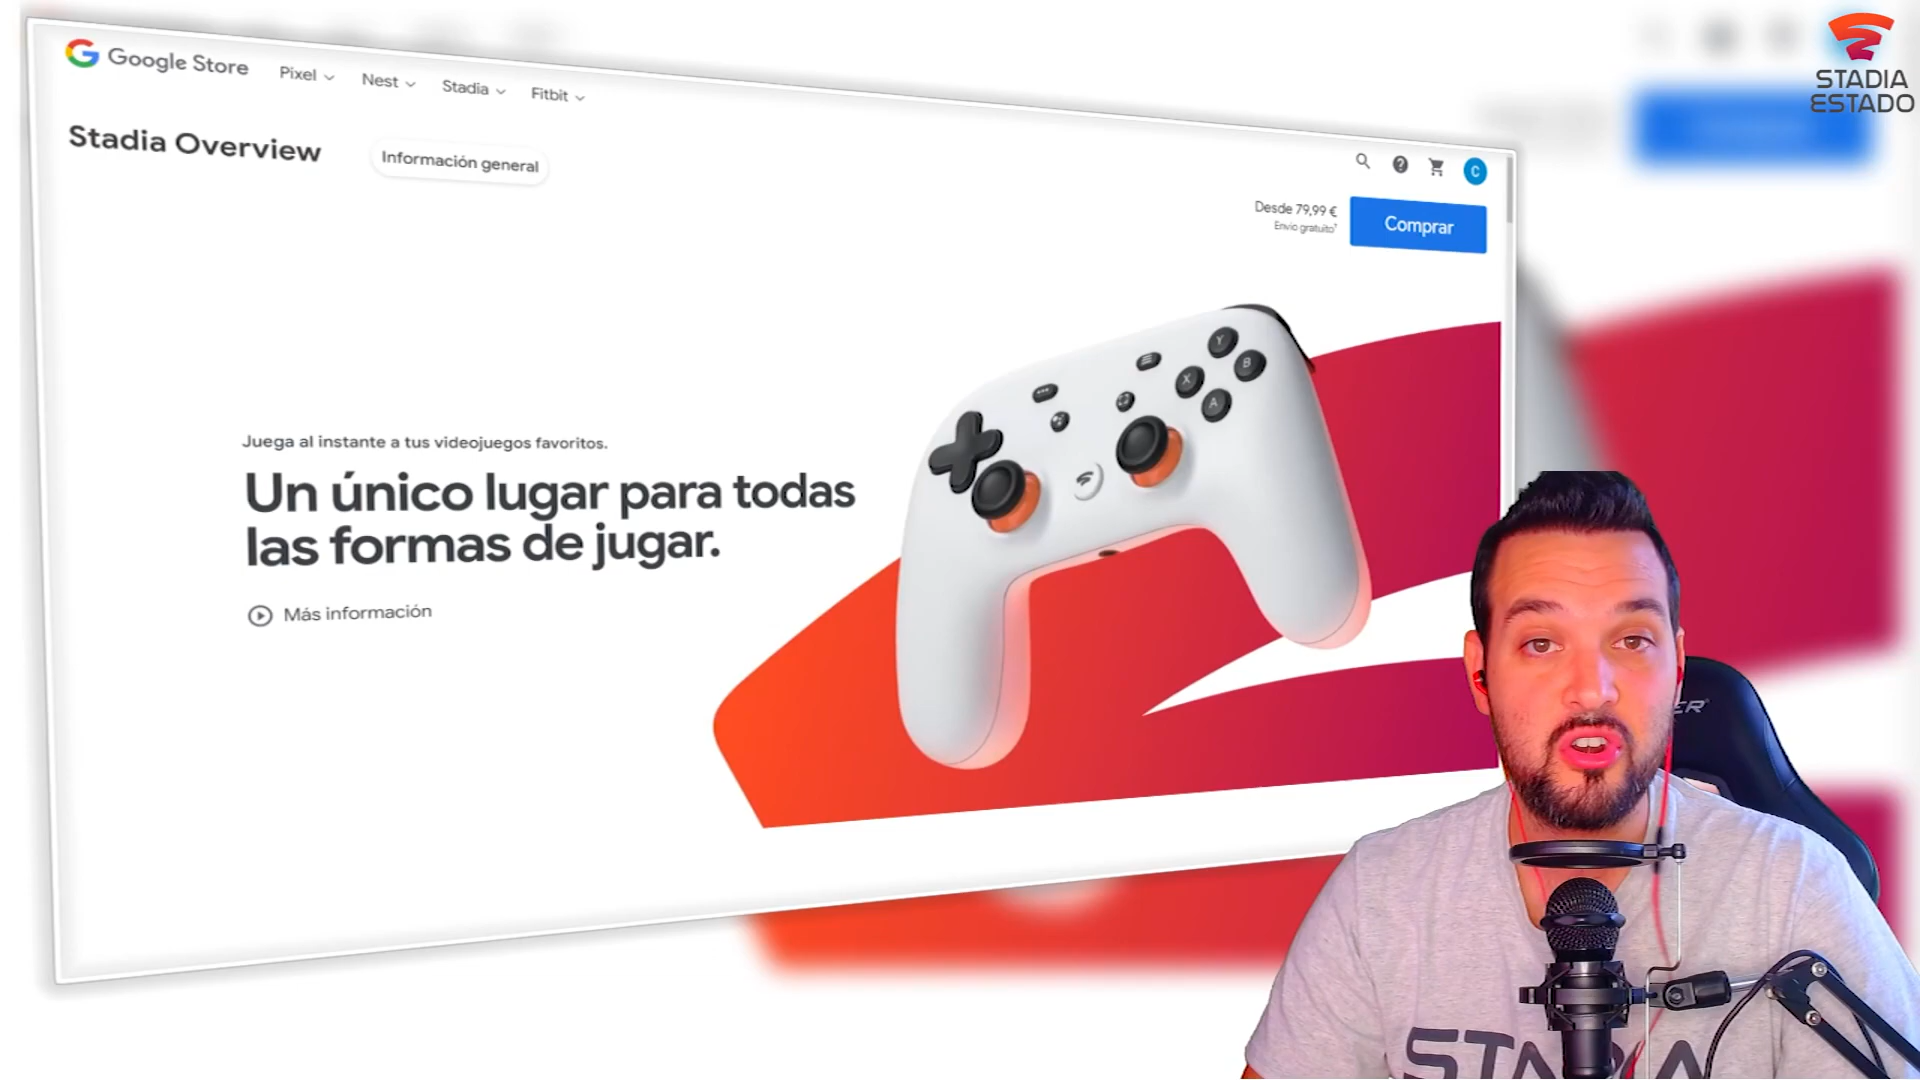 Google Store
Pixel
Nest
Stadia
Fitbit
STADIA
ESTADO
Stadia Overview
Información general
C
Desde 79,99 €
Envío gratuito
Comprar
Y
B
X
A
Juega al instante a tus videojuegos favoritos.
Un único lugar para todas
las formas de jugar.
Más información
STADIA